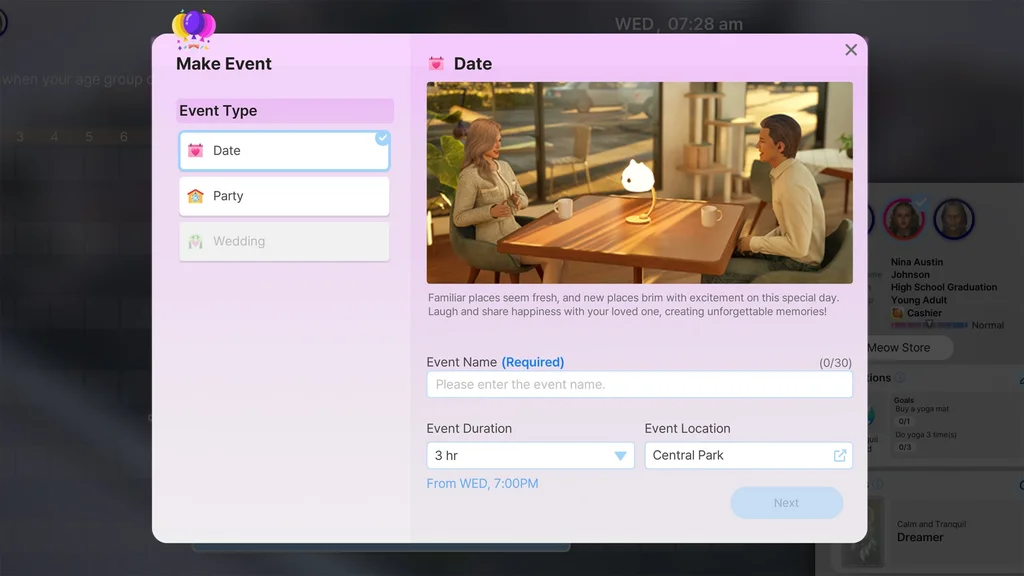 WED, 07:28 am
when your age group
3 4 5 6
Make Event
Event Type
Date
Party
Wedding
Date
Familiar places seem fresh, and new places brim with excitement on this special day.
Laugh and share happiness with your loved one, creating unforgettable memories!
Event Name (Required)
(0/30)
Please enter the event name.
Event Duration
Event Location
3 hr
Central Park
From WED, 7:00PM
Next
Nina Austin
Johnson
High School Graduation
Young Adult
Cashier
Normal
Meow Store
Goals
Buy a yoga mat
0/1
Do yoga 3 time(s)
0/3
Calm and Tranquil
Dreamer